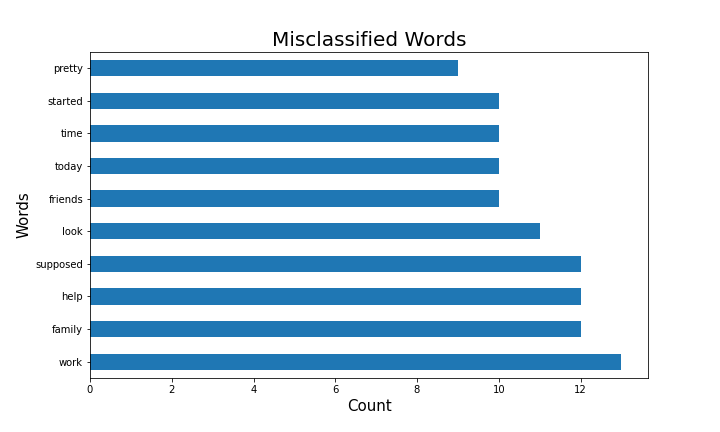 Misclassified Words
pretty
started
time
today
friends
look
supposed
help
family
work
Words
0 2 4 6 8 10 12
Count